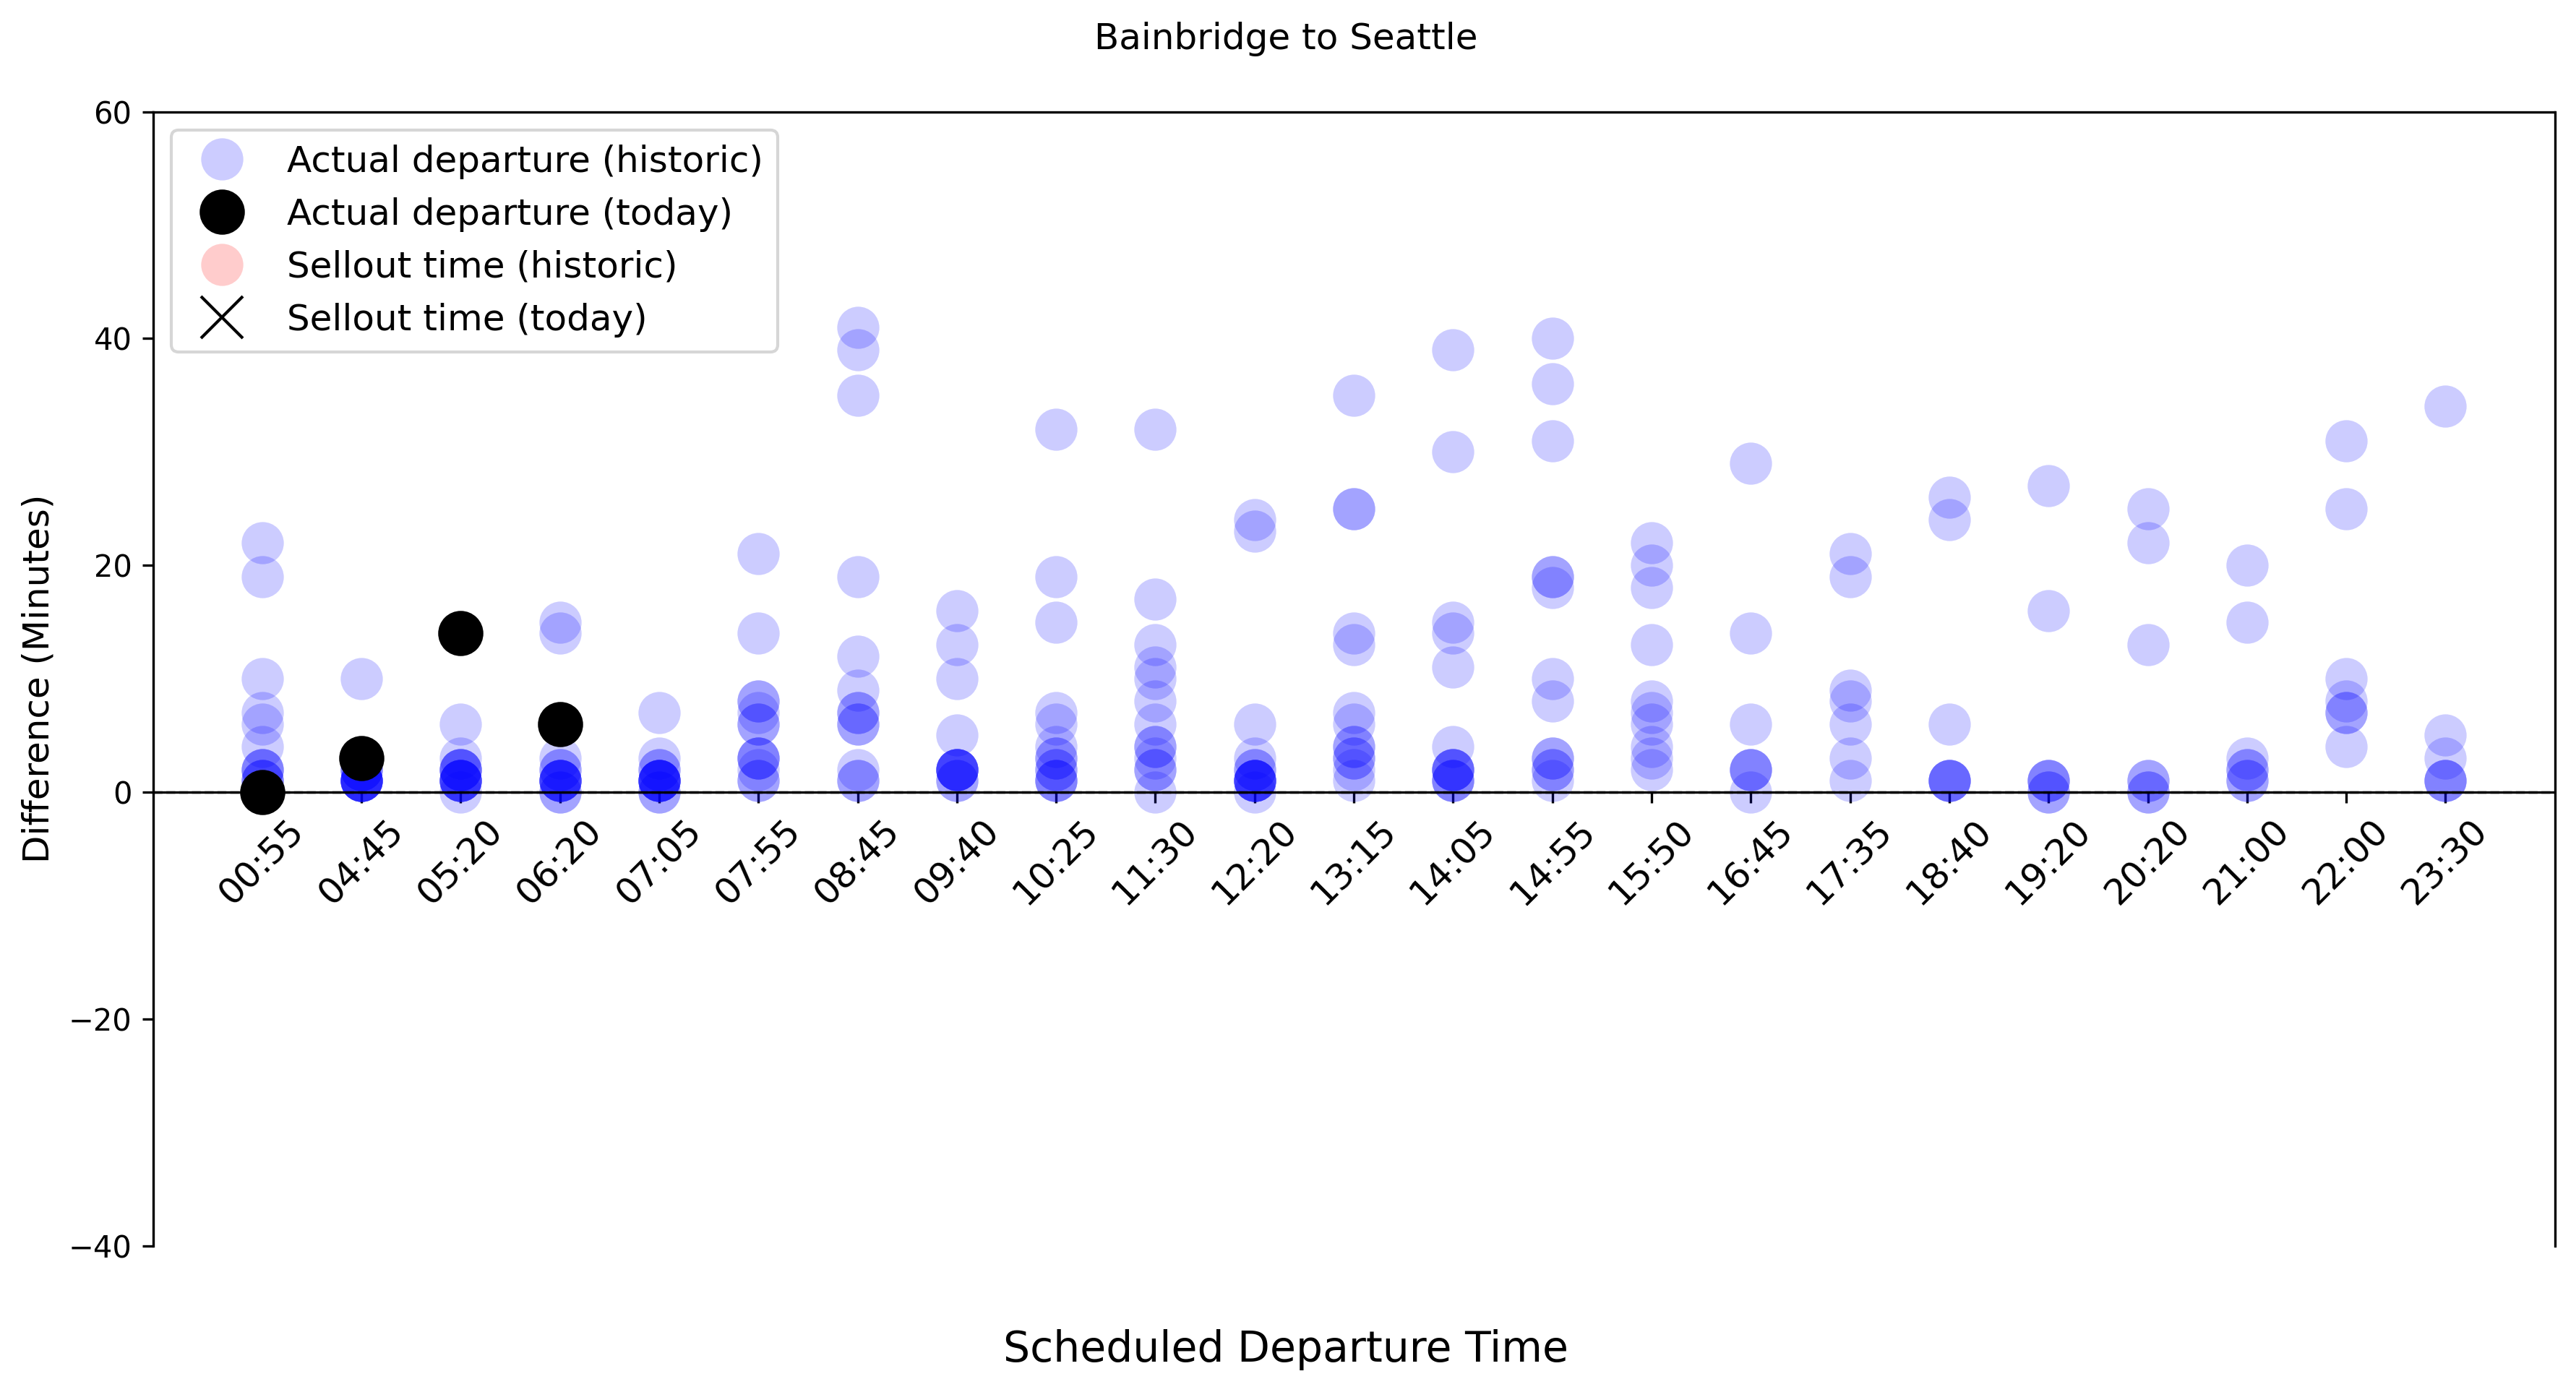 Bainbridge to Seattle
60
Actual departure (historic)
Actual departure (today)
Sellout time (historic)
Sellout time (today)
40
20
0
−20
−40
Difference (Minutes)
00:55 04:45 05:20 06:20 07:05 07:55 08:45 09:40 10:25 11:30 12:20 13:15 14:05 14:55 15:50 16:45 17:35 18:40 19:20 20:20 21:00 22:00 23:30
Scheduled Departure Time